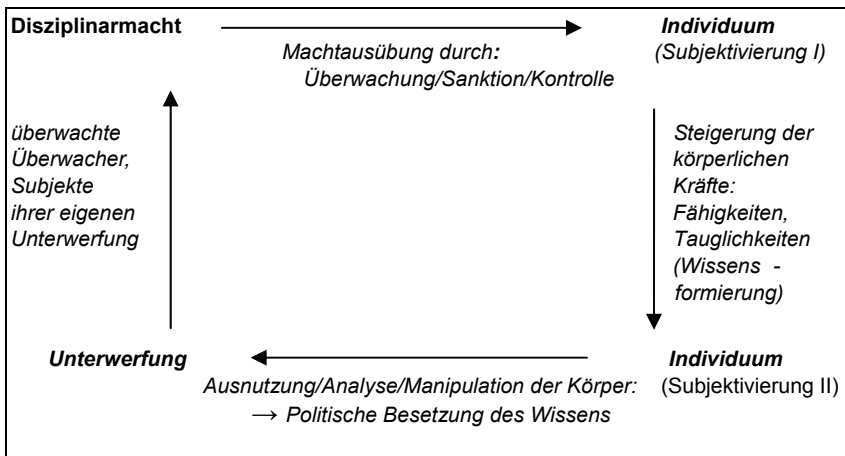 Disziplinarmacht
Individuum
Machtausübung durch:
(Subjektivierung I)
Überwachung/Sanktion/Kontrolle
überwachte
Überwacher,
Subjekte
ihrer eigenen
Unterwerfung
Steigerung der
körperlichen
Kräfte:
Fähigkeiten,
Tauglichkeiten
(Wissens -
formierung)
Unterwerfung
Individuum
Ausnutzung/Analyse/Manipulation der Körper:
(Subjektivierung II)
→ Politische Besetzung des Wissens